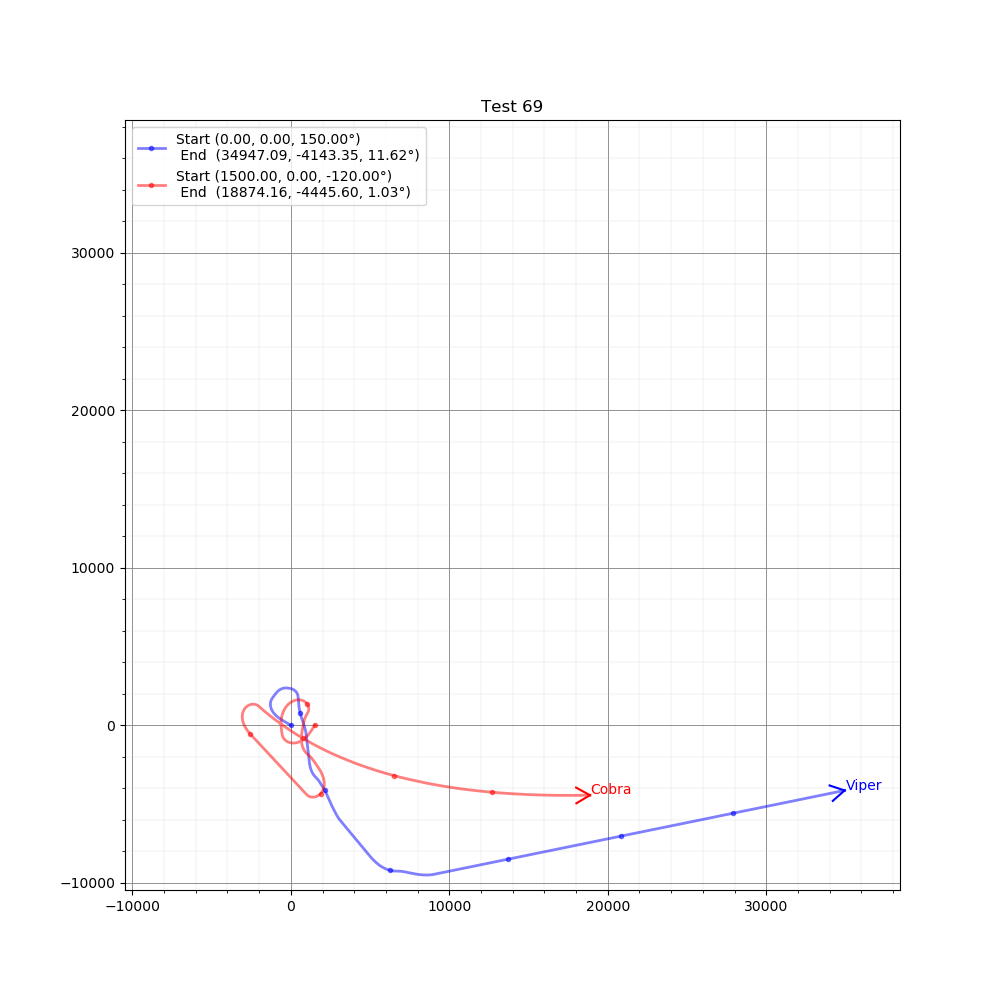 Test 69
Start (0.00, 0.00, 150.00°)
End (34947.09, -4143.35, 11.62°)
Start (1500.00, 0.00, -120.00°)
End (18874.16, -4445.60, 1.03°)
30000
20000
10000
0
−10000
Cobra
Viper
−10000
0
10000
20000
30000